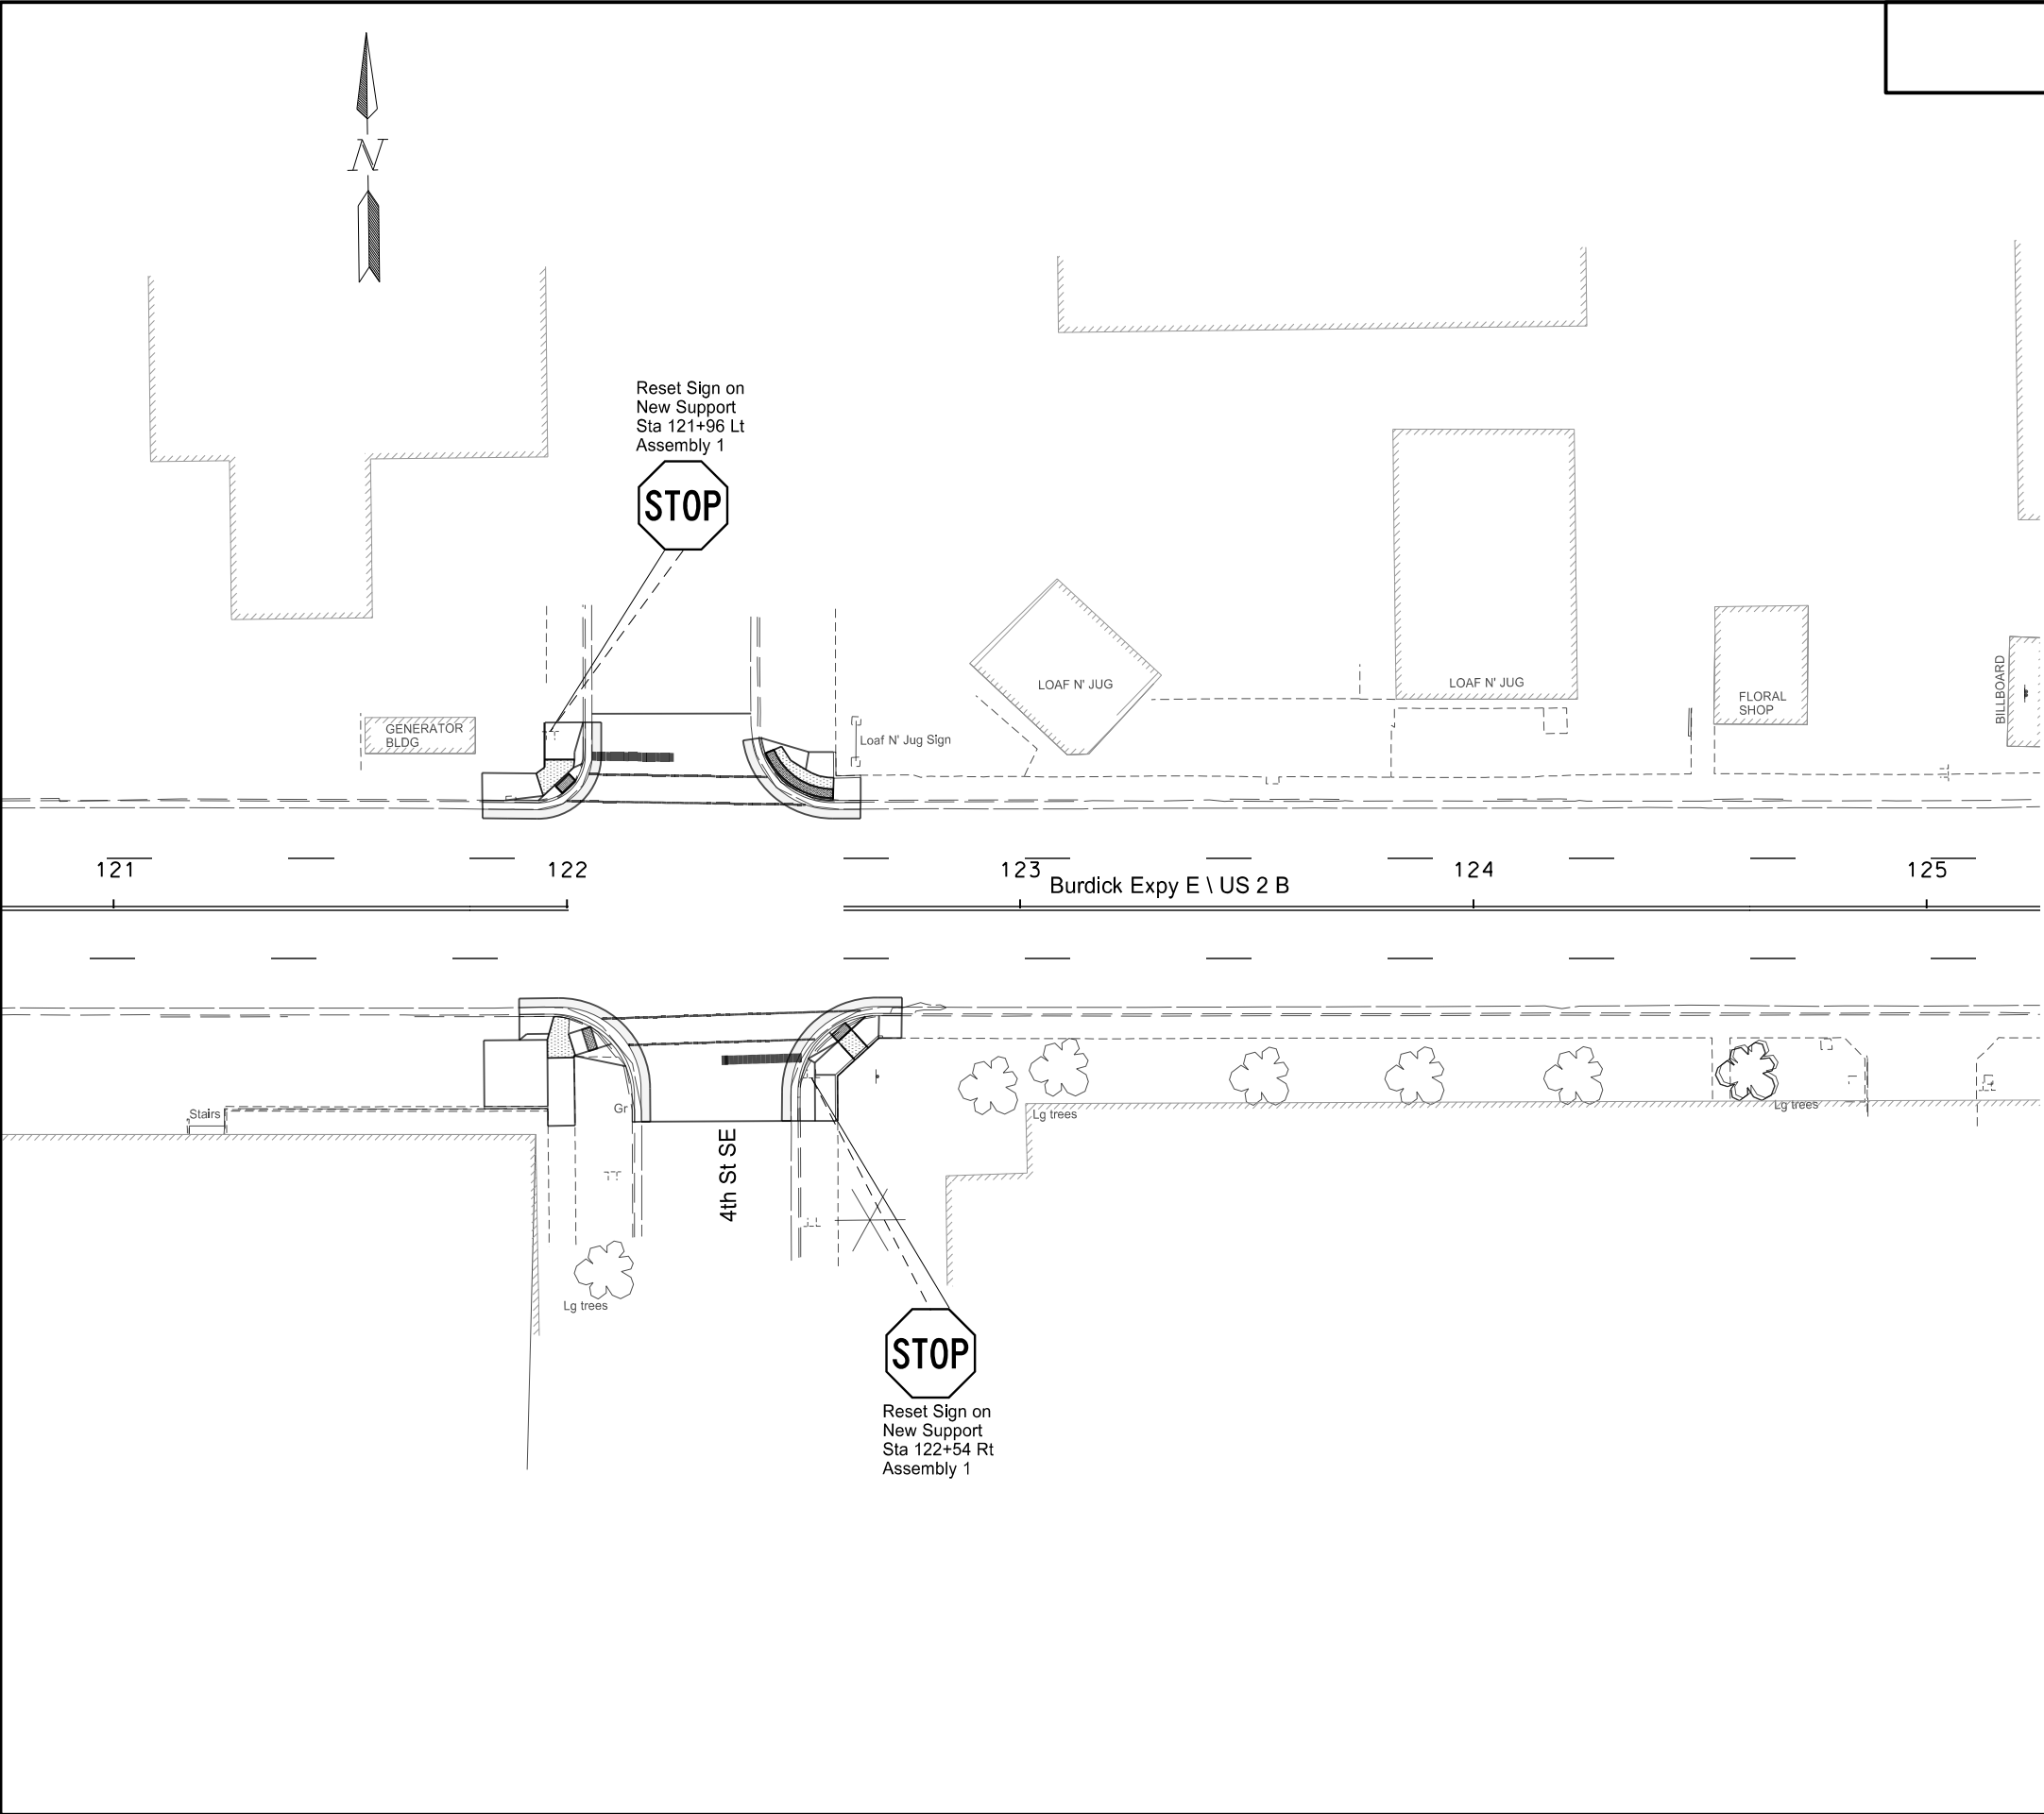 N
Reset Sign on
New Support
Sta 121+96 Lt
Assembly 1
STOP
LOAF N' JUG
LOAF N' JUG
FLORAL
SHOP
BILLBOARD
GENERATOR
BLDG
Loaf N' Jug Sign
121
122
123
124
125
Burdick Expy E \ US 2 B
Stairs
Gr
4th St SE
Lg trees
Lg trees
Lg trees
STOP
Reset Sign on
New Support
Sta 122+54 Rt
Assembly 1